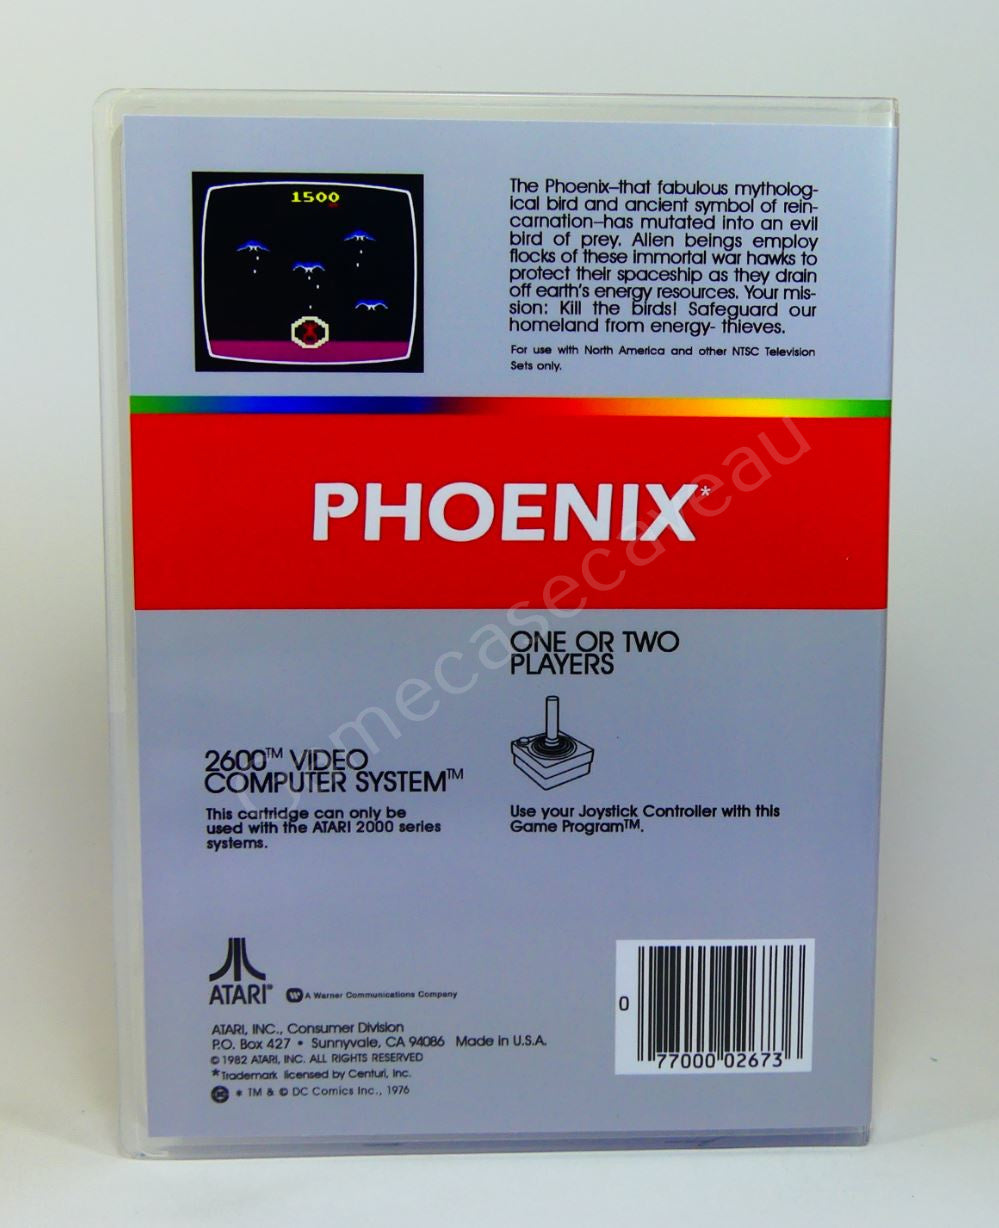 1500
The Phoenix—that fabulous mytholog-
ical bird and ancient symbol of rein-
carnation—has mutated into an evil
bird of prey. Alien beings employ
flocks of these immortal war hawks to
protect their spaceship as they drain
off earth's energy resources. Your mis-
sion: Kill the birds! Safeguard our
homeland from energy- thieves.
For use with North America and other NTSC Television
Sets only.
PHOENIX*
ONE OR TWO
PLAYERS
2600™ VIDEO
COMPUTER SYSTEM™
This cartridge can only be
used with the ATARI 2000 series
systems.
Use your Joystick Controller with this
Game Program™.
ATARI® A Warner Communications Company
ATARI, INC., Consumer Division
P.O. Box 427 • Sunnyvale, CA 94086 Made in U.S.A.
© 1982 ATARI, INC. ALL RIGHTS RESERVED
*Trademark licensed by Centuri, Inc.
* TM & © DC Comics Inc., 1976
0 77000 02673